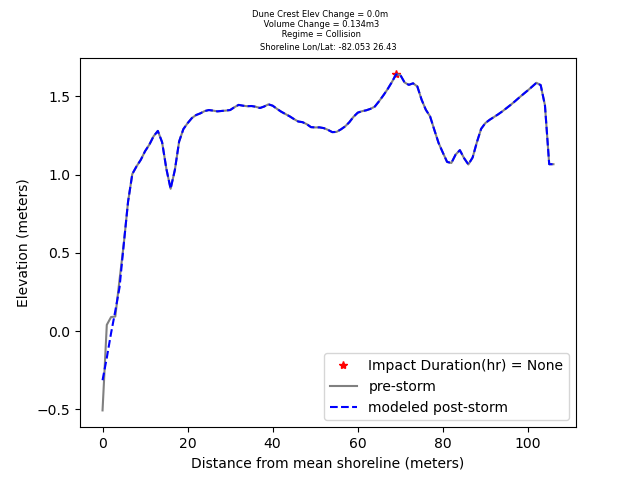 Dune Crest Elev Change = 0.0m
Volume Change = 0.134m3
Regime = Collision
Shoreline Lon/Lat: -82.053 26.43
1.5
1.0
0.5
0.0
−0.5
Elevation (meters)
Impact Duration(hr) = None
pre-storm
modeled post-storm
0 20 40 60 80 100
Distance from mean shoreline (meters)